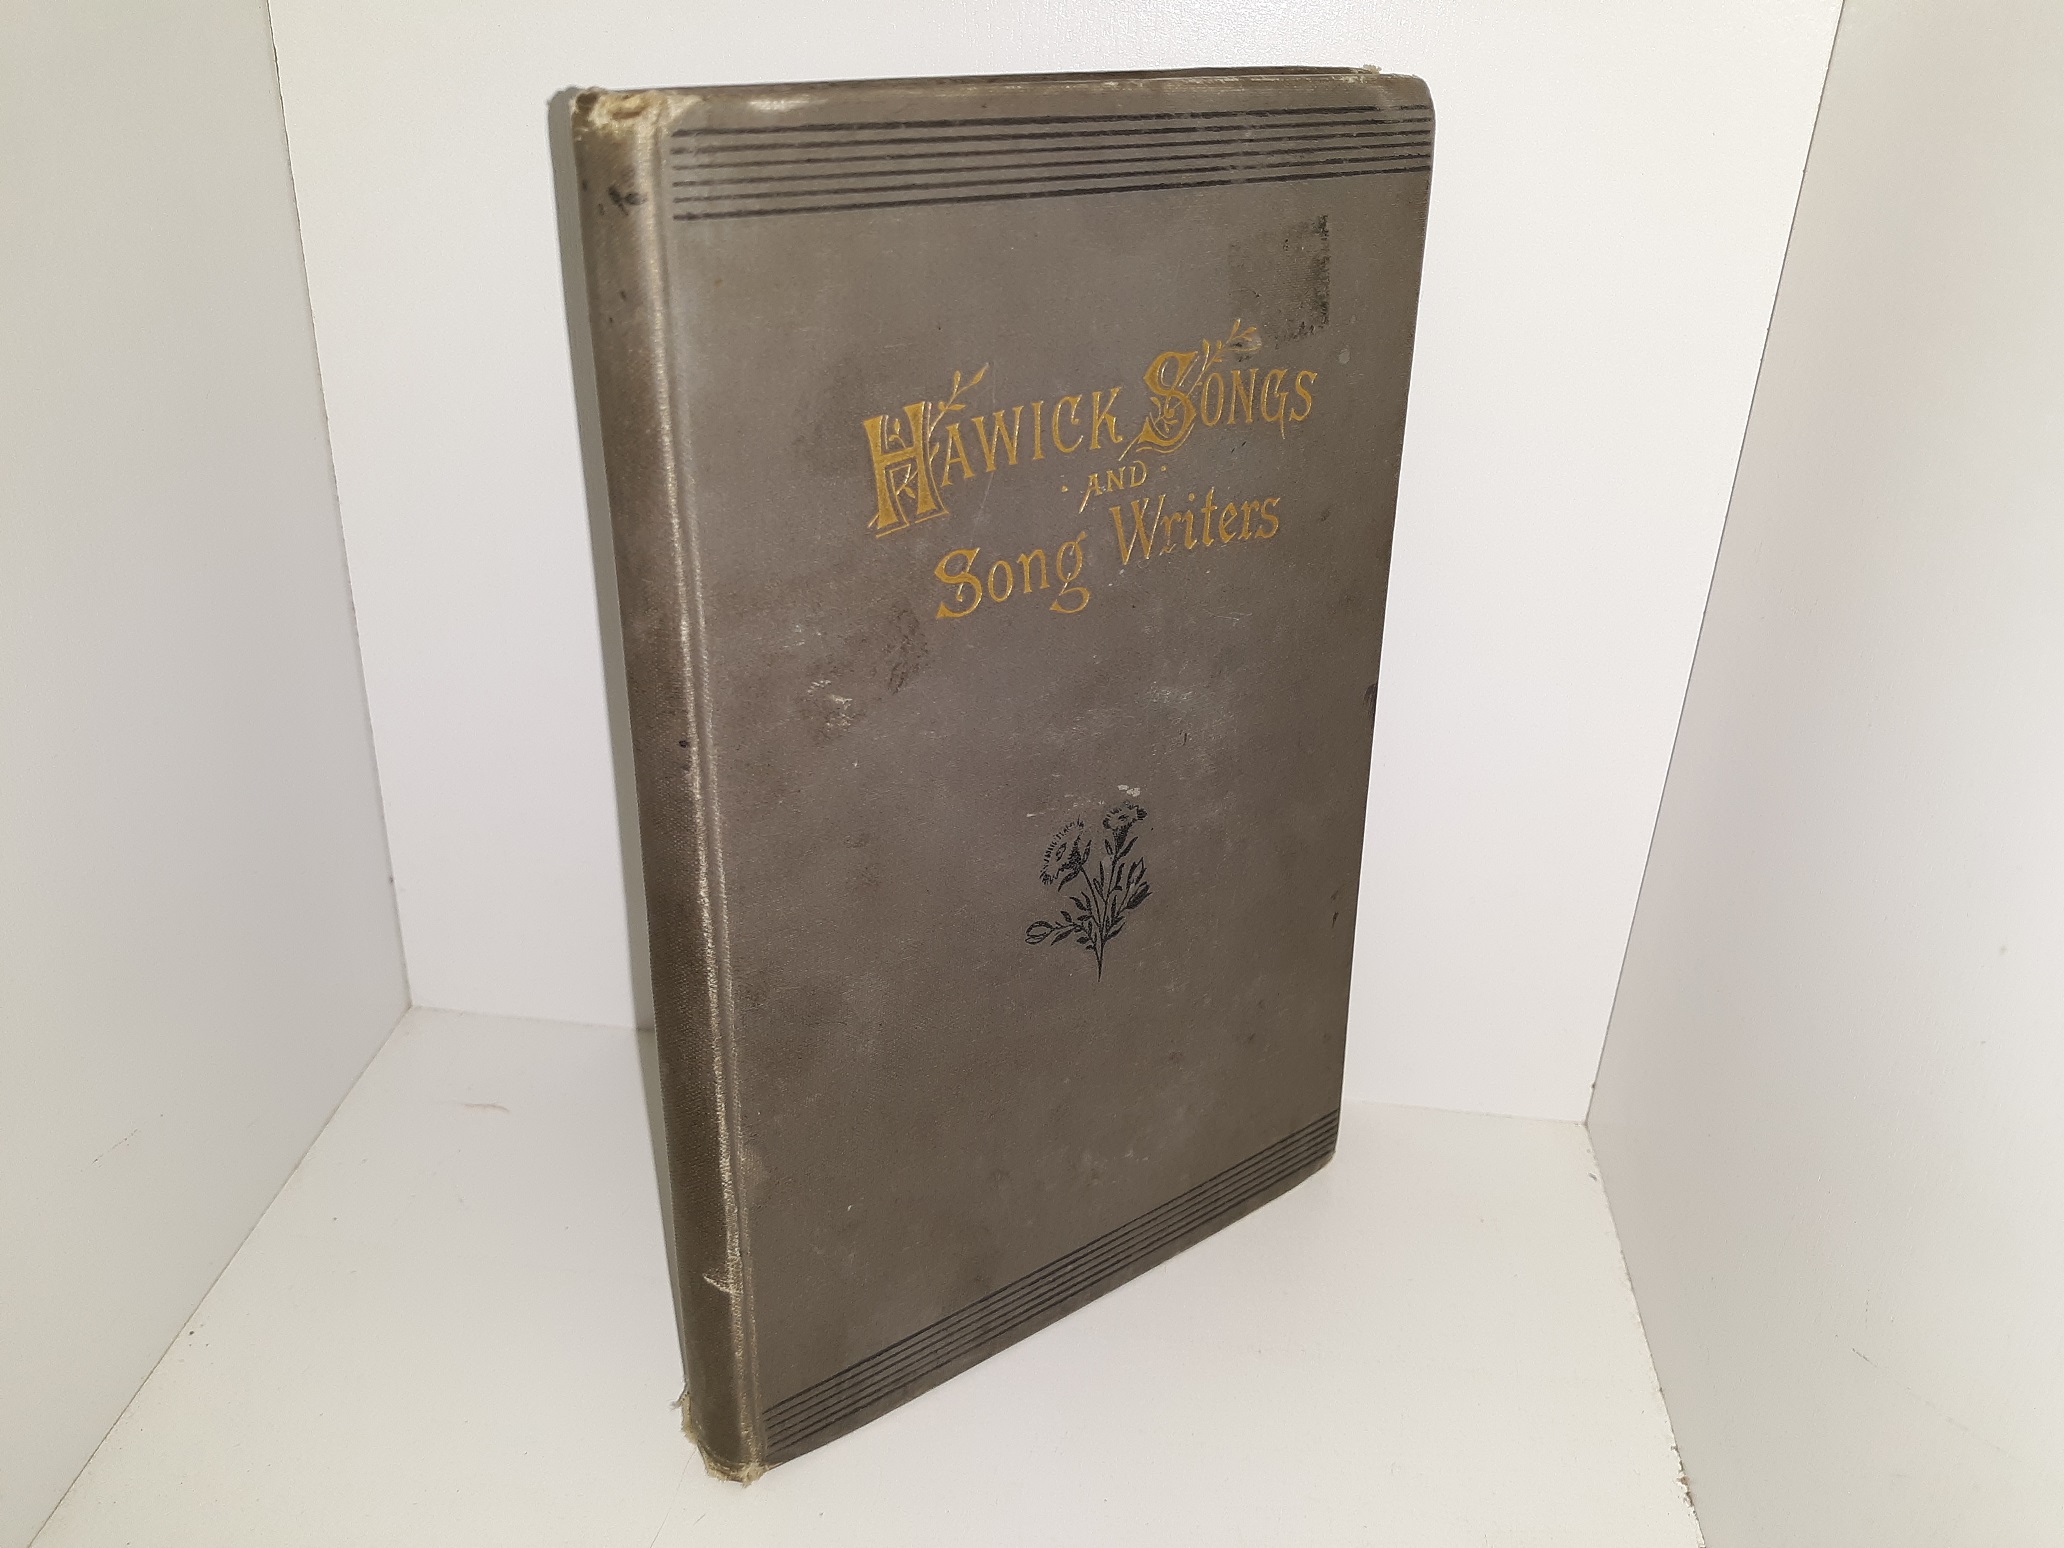 HAWICK SONGS
· AND ·
Song Writers